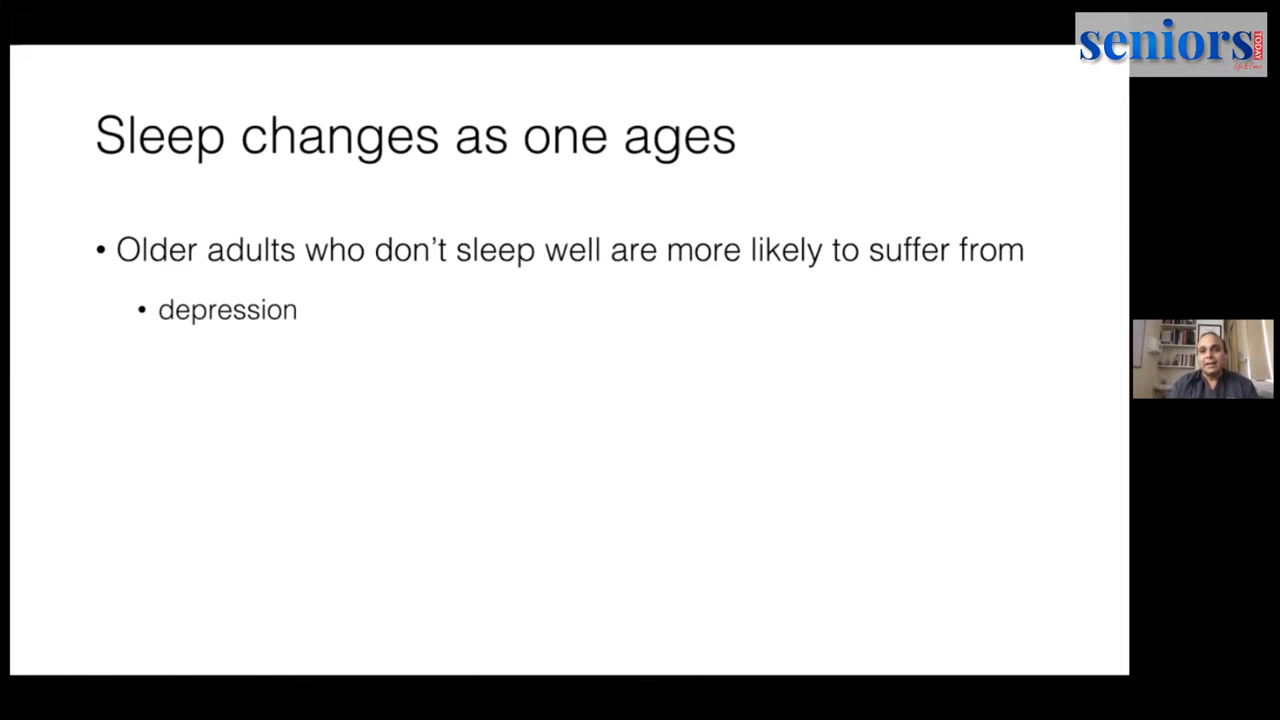 seniors
TODAY
Sleep changes as one ages
• Older adults who don't sleep well are more likely to suffer from
• depression